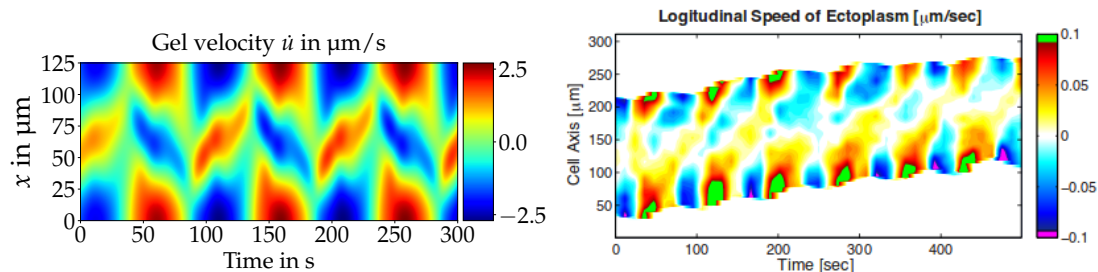 Gel velocity u̇ in µm/s
125
100
75
50
25
0
x in µm
0 50 100 150 200 250 300
Time in s
2.5
0.0
−2.5
Longitudinal Speed of Ectoplasm [µm/sec]
300
250
200
150
100
50
Cell Axis [µm]
0 100 200 300 400
Time [sec]
0.1
0.05
0
−0.05
−0.1